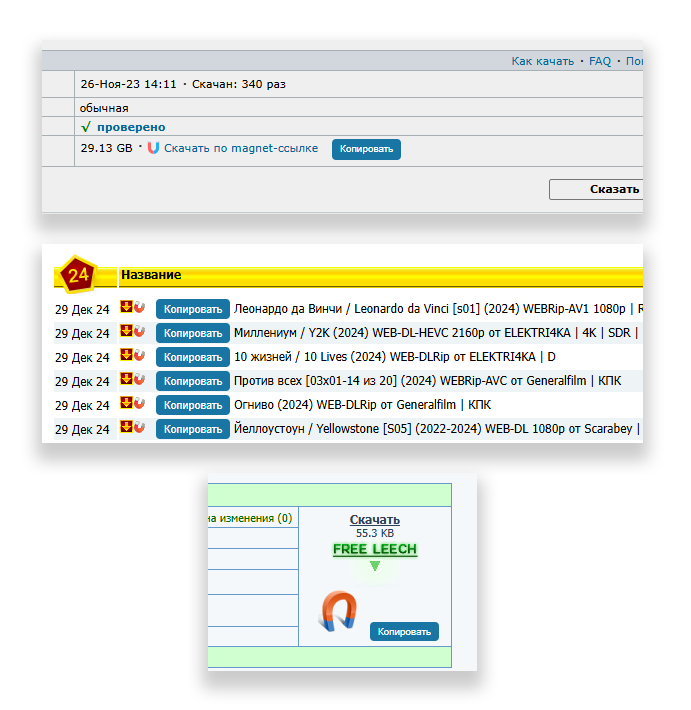 Как качать · FAQ ·
26-Ноя-23 14:11 · Скачан: 340 раз
обычная
√ проверено
29.13 GB · Скачать по magnet-ссылке Копировать
Сказать
24 Название
29 Дек 24 Копировать Леонардо да Винчи / Leonardo da Vinci [s01] (2024) WEBRip-AV1 1080p |
29 Дек 24 Копировать Миллениум / Y2K (2024) WEB-DL-HEVC 2160p от ELEKTRI4KA | 4K | SDR |
29 Дек 24 Копировать 10 жизней / 10 Lives (2024) WEB-DLRip от ELEKTRI4KA | D
29 Дек 24 Копировать Против всех [03x01-14 из 20] (2024) WEBRip-AVC от Generalfilm | КПК
29 Дек 24 Копировать Огниво (2024) WEB-DLRip от Generalfilm | КПК
29 Дек 24 Копировать Йеллоустоун / Yellowstone [S05] (2022-2024) WEB-DL 1080p от Scarabey |
на изменения (0)
Скачать
55.3 KB
FREE LEECH
Копировать